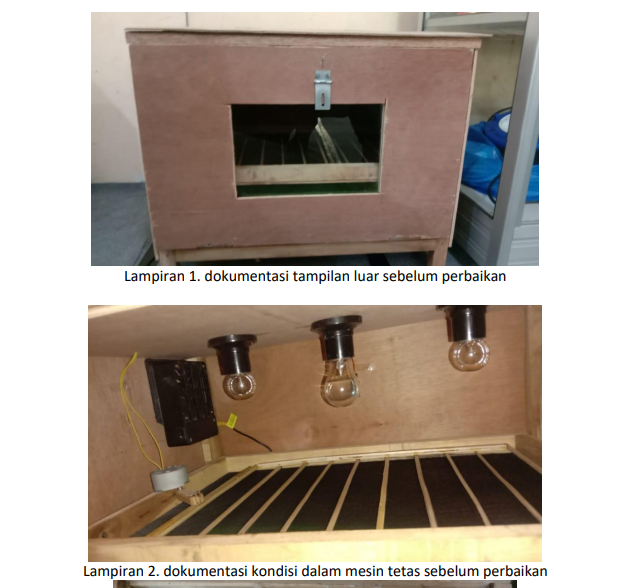 Lampiran 1. dokumentasi tampilan luar sebelum perbaikan
Lampiran 2. dokumentasi kondisi dalam mesin tetas sebelum perbaikan